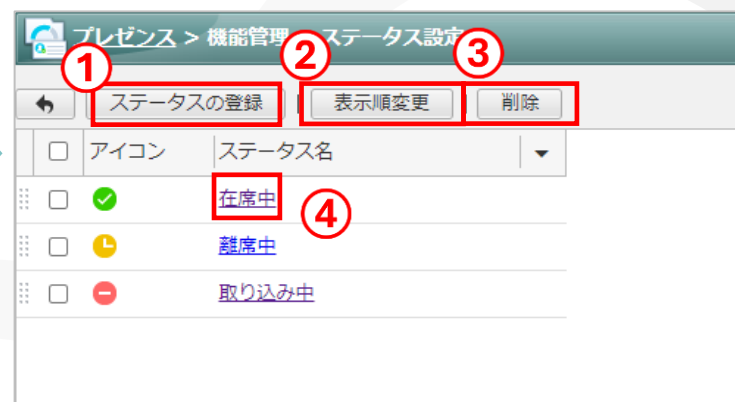 プレゼンス > 機能管理 ステータス設定
① ② ③
ステータスの登録 | 表示順変更 | 削除
アイコン ステータス名
在席中 ④
離席中
取り込み中